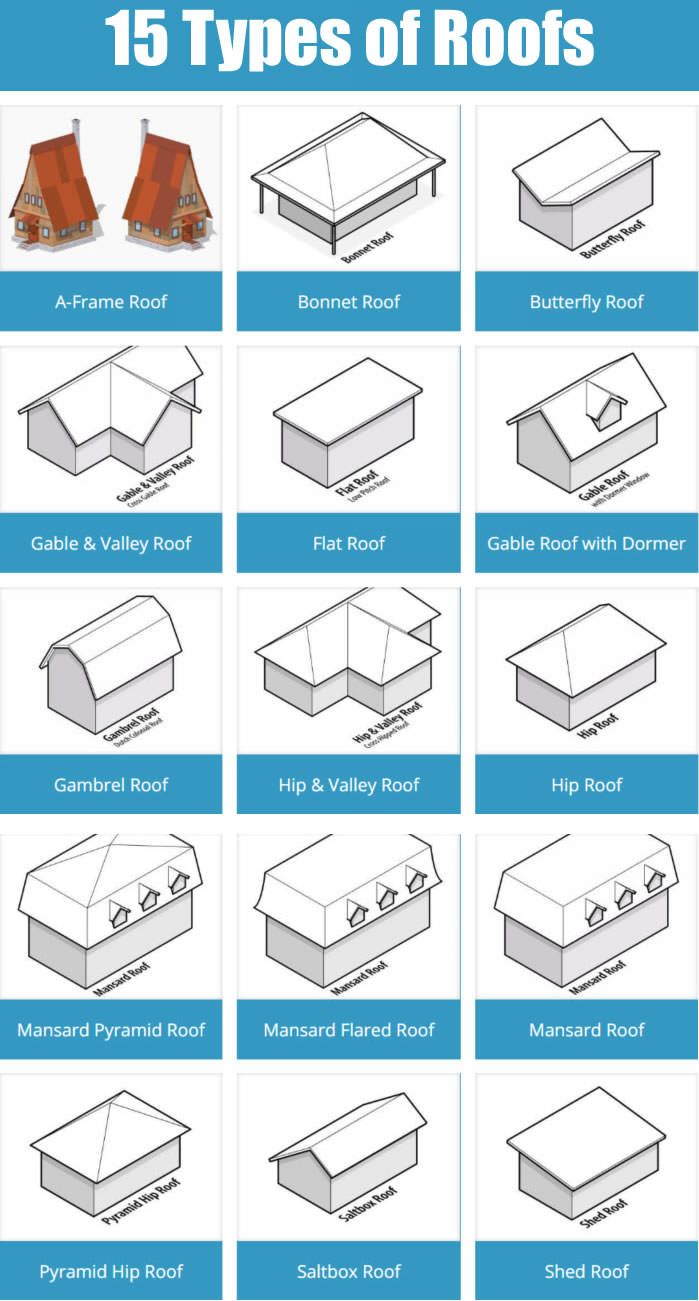 15 Types of Roofs
A-Frame Roof
Bonnet Roof
Bonnet Roof
Butterfly Roof
Butterfly Roof
Gable & Valley Roof
Cross Gable Roof
Gable & Valley Roof
Flat Roof
Low Pitch Roof
Flat Roof
Gable Roof
with Dormer Window
Gable Roof with Dormer
Gambrel Roof
Dutch Colonial Roof
Gambrel Roof
Hip & Valley Roof
Cross Hipped Roof
Hip & Valley Roof
Hip Roof
Hip Roof
Mansard Roof
Mansard Pyramid Roof
Mansard Roof
Mansard Flared Roof
Mansard Roof
Mansard Roof
Pyramid Hip Roof
Pyramid Hip Roof
Saltbox Roof
Saltbox Roof
Shed Roof
Shed Roof